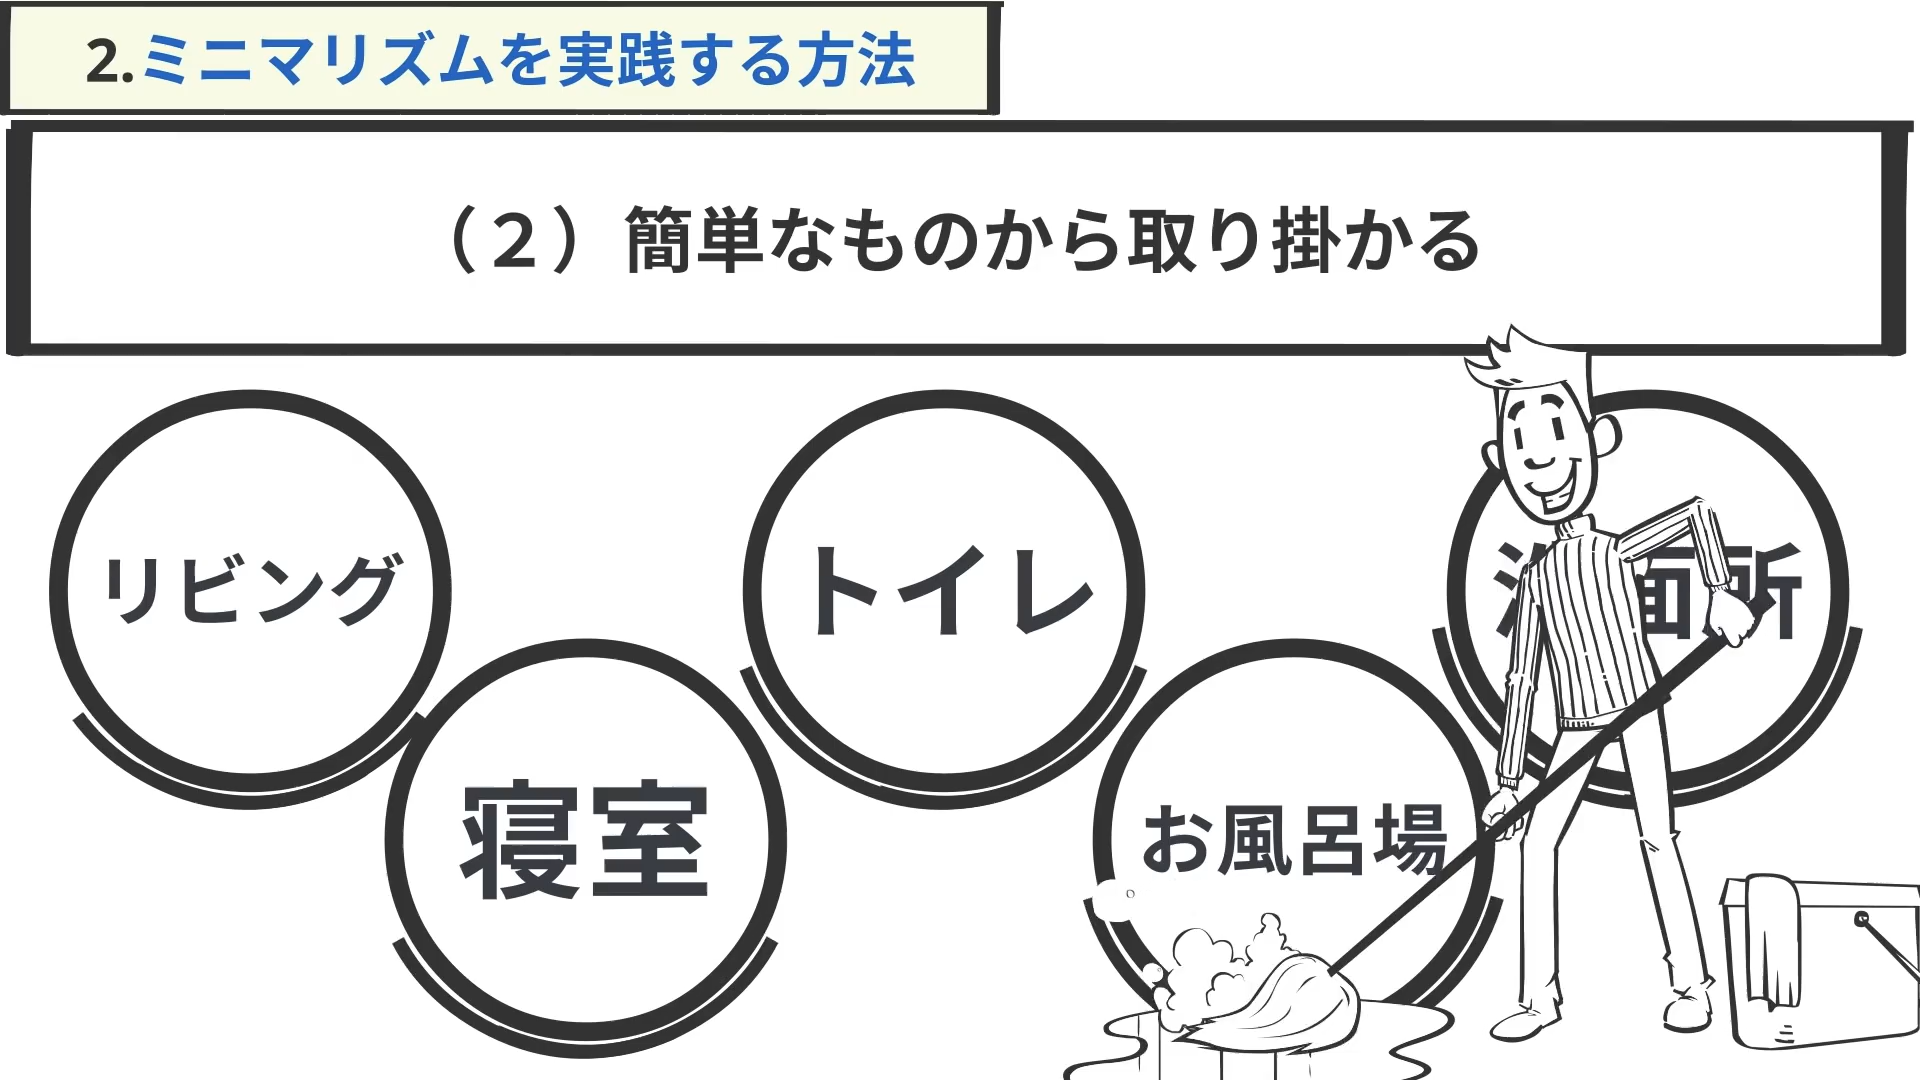 2.ミニマリズムを実践する方法
（２）簡単なものから取り掛かる
リビング
トイレ
面所
寝室
お風呂場